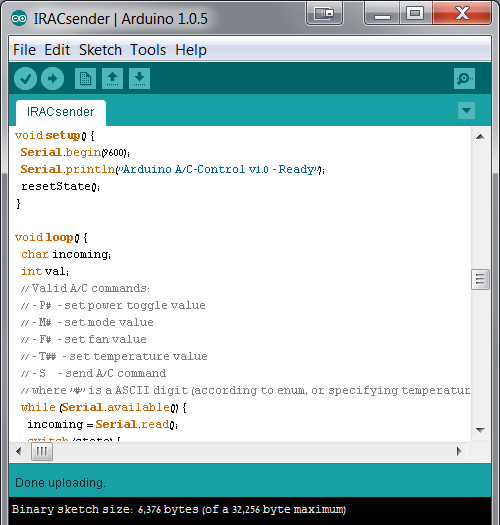 IRACsender | Arduino 1.0.5
File Edit Sketch Tools Help
IRACsender
void setup() {
Serial.begin(9600);
Serial.println("Arduino A/C-Control v1.0 - Ready");
resetState();
}
void loop() {
char incoming;
int val;
// Valid A/C commands:
// - P# - set power toggle value
// - M# - set mode value
// - F# - set fan value
// - T## - set temperature value
// - S - send A/C command
// where "#" is a ASCII digit (according to enum, or specifying temperatur
while (Serial.available()) {
incoming = Serial.read();
switch (state) {
Done uploading.
Binary sketch size: 6,376 bytes (of a 32,256 byte maximum)